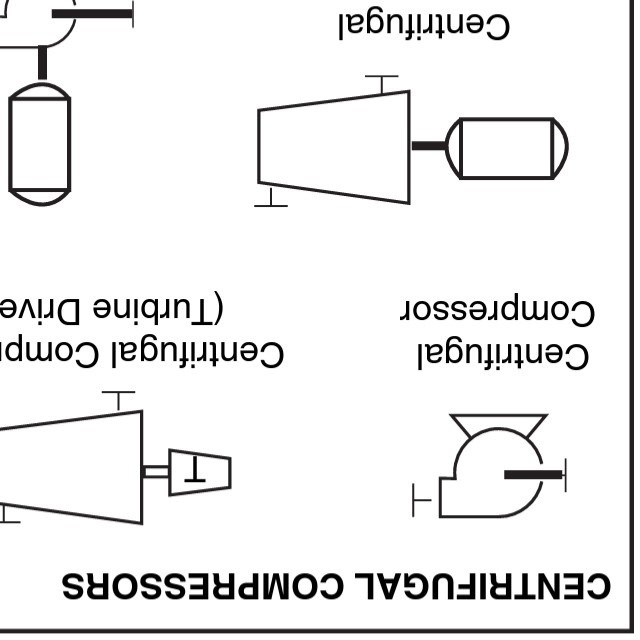 CENTRIFUGAL COMPRESSORS
T
Centrifugal
Compressor
Centrifugal
(Turbine Drive
Centrifugal